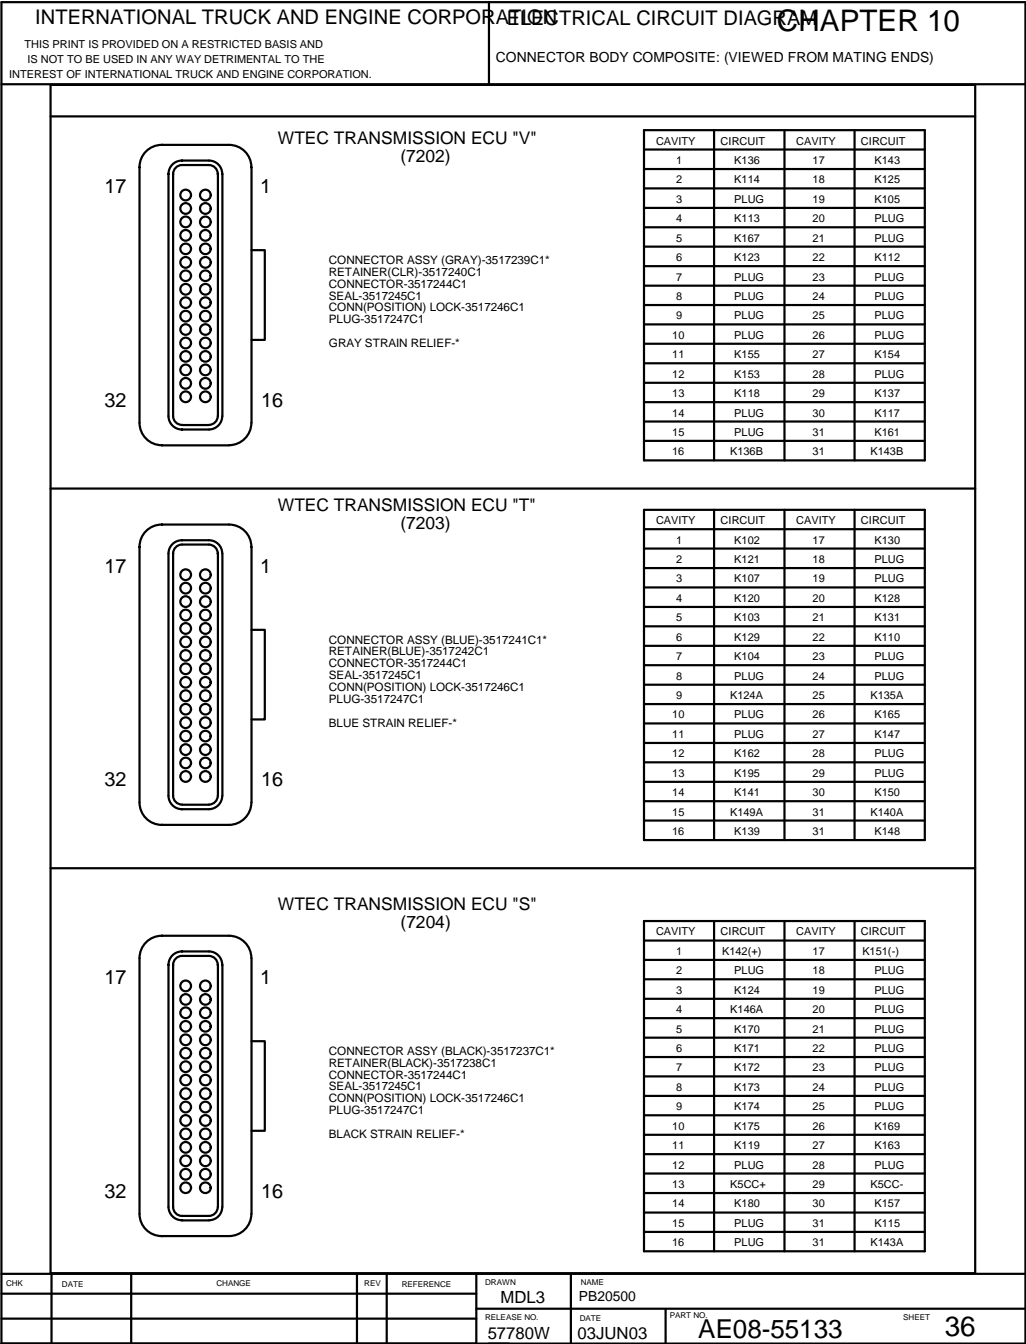 INTERNATIONAL TRUCK AND ENGINE CORPORATION
ELECTRICAL CIRCUIT DIAGRAM
CHAPTER 10
THIS PRINT IS PROVIDED ON A RESTRICTED BASIS AND
IS NOT TO BE USED IN ANY WAY DETRIMENTAL TO THE
INTEREST OF INTERNATIONAL TRUCK AND ENGINE CORPORATION.
CONNECTOR BODY COMPOSITE: (VIEWED FROM MATING ENDS)
WTEC TRANSMISSION ECU "V"
(7202)
17 1
32 16
CONNECTOR ASSY (GRAY)-3517239C1*
RETAINER(CLR)-3517240C1
CONNECTOR-3517244C1
SEAL-3517245C1
CONN(POSITION) LOCK-3517246C1
PLUG-3517247C1
GRAY STRAIN RELIEF-*
CAVITY CIRCUIT CAVITY CIRCUIT
1 K136 17 K143
2 K114 18 K125
3 PLUG 19 K105
4 K113 20 PLUG
5 K167 21 PLUG
6 K123 22 K112
7 PLUG 23 PLUG
8 PLUG 24 PLUG
9 PLUG 25 PLUG
10 PLUG 26 PLUG
11 K155 27 K154
12 K153 28 PLUG
13 K118 29 K137
14 PLUG 30 K117
15 PLUG 31 K161
16 K136B 31 K143B
WTEC TRANSMISSION ECU "T"
(7203)
17 1
32 16
CONNECTOR ASSY (BLUE)-3517241C1*
RETAINER(BLUE)-3517242C1
CONNECTOR-3517244C1
SEAL-3517245C1
CONN(POSITION) LOCK-3517246C1
PLUG-3517247C1
BLUE STRAIN RELIEF-*
CAVITY CIRCUIT CAVITY CIRCUIT
1 K102 17 K130
2 K121 18 PLUG
3 K107 19 PLUG
4 K120 20 K128
5 K103 21 K131
6 K129 22 K110
7 K104 23 PLUG
8 PLUG 24 PLUG
9 K124A 25 K135A
10 PLUG 26 K165
11 PLUG 27 K147
12 K162 28 PLUG
13 K195 29 PLUG
14 K141 30 K150
15 K149A 31 K140A
16 K139 31 K148
WTEC TRANSMISSION ECU "S"
(7204)
17 1
32 16
CONNECTOR ASSY (BLACK)-3517237C1*
RETAINER(BLACK)-3517238C1
CONNECTOR-3517244C1
SEAL-3517245C1
CONN(POSITION) LOCK-3517246C1
PLUG-3517247C1
BLACK STRAIN RELIEF-*
CAVITY CIRCUIT CAVITY CIRCUIT
1 K142(+) 17 K151(-)
2 PLUG 18 PLUG
3 K124 19 PLUG
4 K146A 20 PLUG
5 K170 21 PLUG
6 K171 22 PLUG
7 K172 23 PLUG
8 K173 24 PLUG
9 K174 25 PLUG
10 K175 26 K169
11 K119 27 K163
12 PLUG 28 PLUG
13 K5CC+ 29 K5CC-
14 K180 30 K157
15 PLUG 31 K115
16 PLUG 31 K143A
CHK DATE CHANGE REV REFERENCE
DRAWN
MDL3
NAME
PB20500
RELEASE NO.
57780W
DATE
03JUN03
PART NO.
AE08-55133
SHEET 36